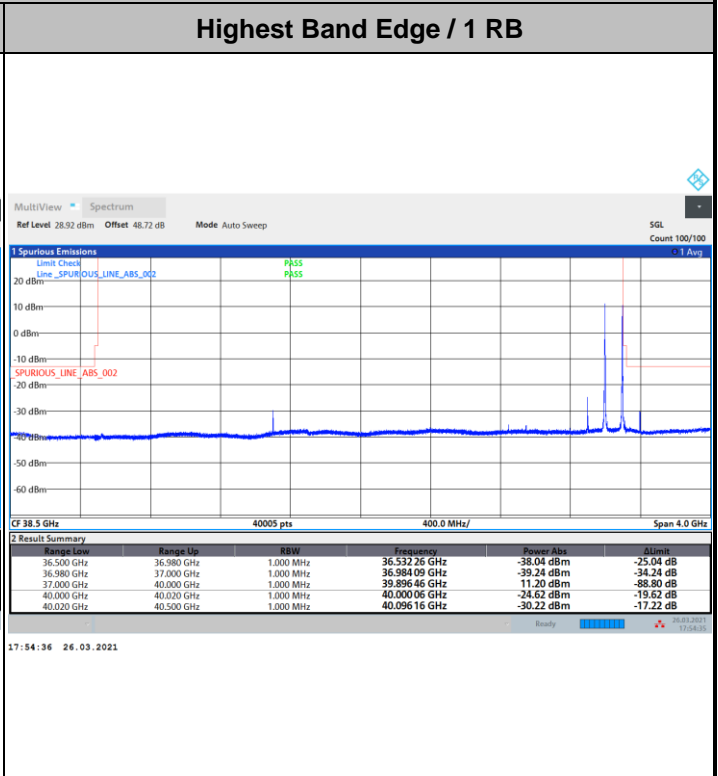 Highest Band Edge / 1 RB
MultiView Spectrum
Ref Level 28.92 dBm Offset 48.72 dB Mode Auto Sweep SGL
Count 100/100
1 Spurious Emissions 1 Avg
Limit Check PASS
Line _SPURIOUS_LINE_ABS_002 PASS
20 dBm
10 dBm
0 dBm
-10 dBm
_SPURIOUS_LINE_ABS_002
-20 dBm
-30 dBm
-40 dBm
-50 dBm
-60 dBm
CF 38.5 GHz 40005 pts 400.0 MHz/ Span 4.0 GHz
2 Result Summary
Range Low Range Up RBW Frequency Power Abs ΔLimit
36.500 GHz 36.980 GHz 1.000 MHz 36.532 26 GHz -38.04 dBm -25.04 dB
36.980 GHz 37.000 GHz 1.000 MHz 36.984 09 GHz -39.24 dBm -34.24 dB
37.000 GHz 40.000 GHz 1.000 MHz 39.896 46 GHz 11.20 dBm -88.80 dB
40.000 GHz 40.020 GHz 1.000 MHz 40.000 06 GHz -24.62 dBm -19.62 dB
40.020 GHz 40.500 GHz 1.000 MHz 40.096 16 GHz -30.22 dBm -17.22 dB
Ready 26.03.2021
17:54:35
17:54:36 26.03.2021